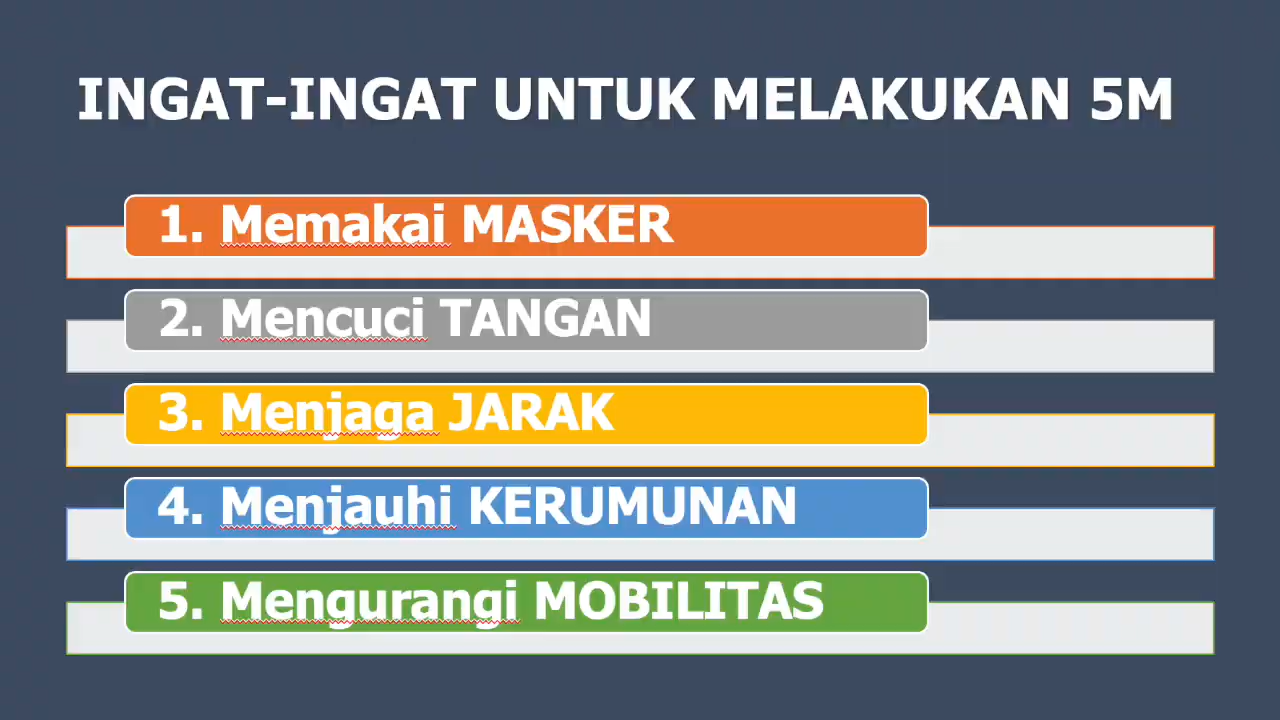 INGAT-INGAT UNTUK MELAKUKAN 5M
1. Memakai MASKER
2. Mencuci TANGAN
3. Menjaga JARAK
4. Menjauhi KERUMUNAN
5. Mengurangi MOBILITAS